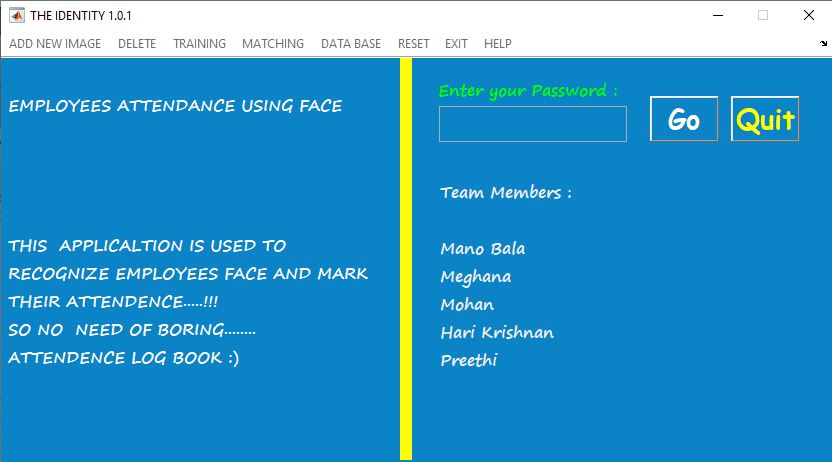 THE IDENTITY 1.0.1
ADD NEW IMAGE DELETE TRAINING MATCHING DATA BASE RESET EXIT HELP
EMPLOYEES ATTENDANCE USING FACE
THIS  APPLICALTION IS USED TO
RECOGNIZE EMPLOYEES FACE AND MARK
THEIR ATTENDENCE.....!!!
SO NO  NEED OF BORING........
ATTENDENCE LOG BOOK :)
Enter your Password :
Go Quit
Team Members :
Mano Bala
Meghana
Mohan
Hari Krishnan
Preethi